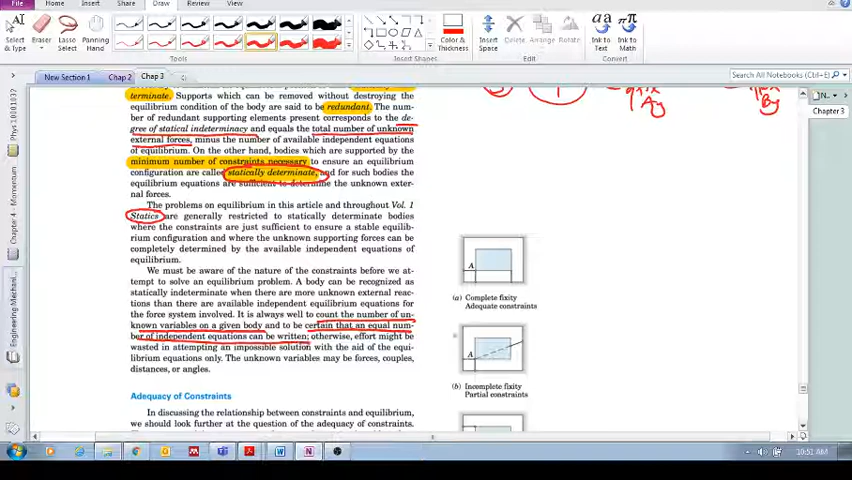 File
Home
Insert
Share
Draw
Review
View
Select
& Type
Eraser
Lasso
Select
Panning
Hand
Tools
Insert Shapes
Color &
Thickness
Insert
Space
Delete
Arrange
Rotate
Edit
Ink to
Text
Ink to
Math
Convert
New Section 1
Chap 2
Chap 3
Search All Notebooks (Ctrl+E)
Phys 10101037
Chapter 4 - Momentum
Engineering Mechani
terminate. Supports which can be removed without destroying the
equilibrium condition of the body are said to be redundant. The num-
ber of redundant supporting elements present corresponds to the de-
gree of statical indeterminacy and equals the total number of unknown
external forces, minus the number of available independent equations
of equilibrium. On the other hand, bodies which are supported by the
minimum number of constraints necessary to ensure an equilibrium
configuration are called statically determinate, and for such bodies the
equilibrium equations are sufficient to determine the unknown exter-
nal forces.
The problems on equilibrium in this article and throughout Vol. 1
Statics are generally restricted to statically determinate bodies
where the constraints are just sufficient to ensure a stable equilib-
rium configuration and where the unknown supporting forces can be
completely determined by the available independent equations of
equilibrium.
We must be aware of the nature of the constraints before we at-
tempt to solve an equilibrium problem. A body can be recognized as
statically indeterminate when there are more unknown external reac-
tions than there are available independent equilibrium equations for
the force system involved. It is always well to count the number of un-
known variables on a given body and to be certain that an equal num-
ber of independent equations can be written; otherwise, effort might be
wasted in attempting an impossible solution with the aid of the equi-
librium equations only. The unknown variables may be forces, couples,
distances, or angles.
Adequacy of Constraints
In discussing the relationship between constraints and equilibrium,
we should look further at the question of the adequacy of constraints.
Ay
By
A
(a) Complete fixity
Adequate constraints
A
(b) Incomplete fixity
Partial constraints
N...
Chapter 3
10:51 AM